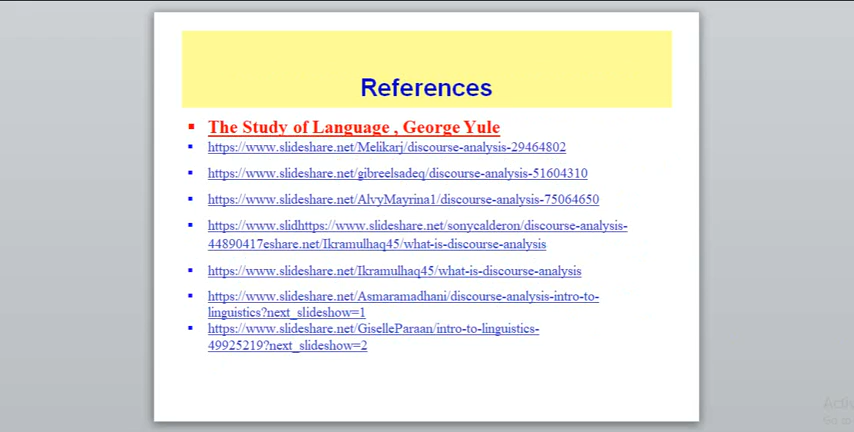 References
The Study of Language , George Yule
https://www.slideshare.net/Melikarj/discourse-analysis-29464802
https://www.slideshare.net/gibreelsadeq/discourse-analysis-51604310
https://www.slideshare.net/AlvyMayrina1/discourse-analysis-75064650
https://www.slidhttps://www.slideshare.net/sonycalderon/discourse-analysis-
44890417eshare.net/Ikramulhaq45/what-is-discourse-analysis
https://www.slideshare.net/Ikramulhaq45/what-is-discourse-analysis
https://www.slideshare.net/Asmaramadhani/discourse-analysis-intro-to-
linguistics?next_slideshow=1
https://www.slideshare.net/GiselleParaan/intro-to-linguistics-
49925219?next_slideshow=2